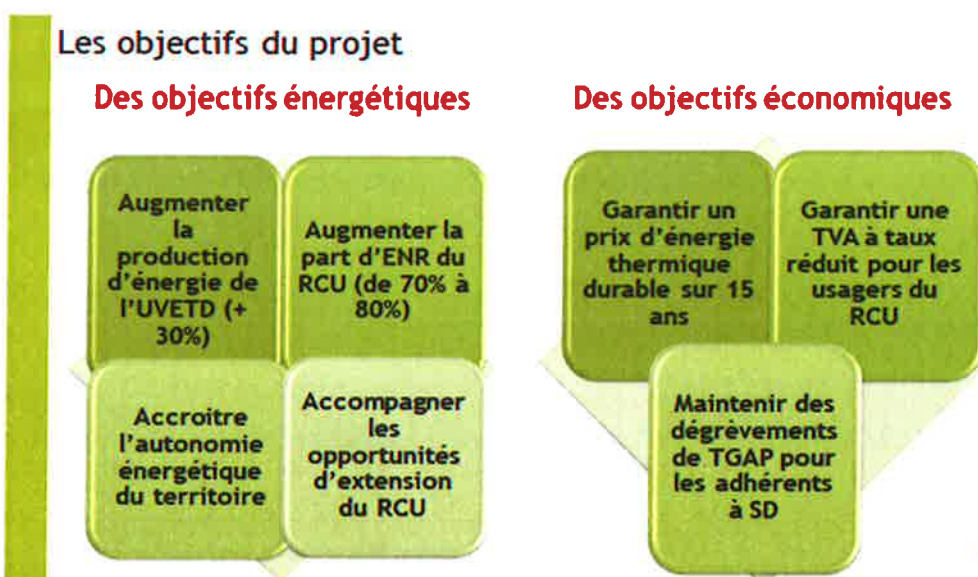 Les objectifs du projet
Des objectifs énergétiques
Augmenter
la
production
d'énergie de
l'UVETD (+
30%)
Augmenter la
part d'ENR du
RCU (de 70% à
80%)
Accroitre
l'autonomie
énergétique
du territoire
Accompagner
les
opportunités
d'extension
du RCU
Des objectifs économiques
Garantir un
prix d'énergie
thermique
durable sur 15
ans
Garantir une
TVA à taux
réduit pour les
usagers du
RCU
Maintenir des
dégrèvements
de TGAP pour
les adhérents
à SD